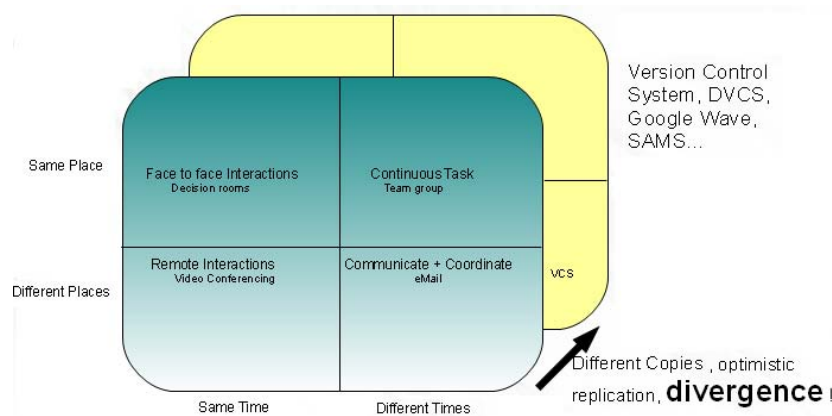 Version Control
System, DVCS,
Google Wave,
SAMS...
Same Place
Face to face Interactions
Decision rooms
Continuous Task
Team group
Different Places
Remote Interactions
Video Conferencing
Communicate + Coordinate
eMail
vcs
Different Copies , optimistic
replication, divergence !
Same Time
Different Times